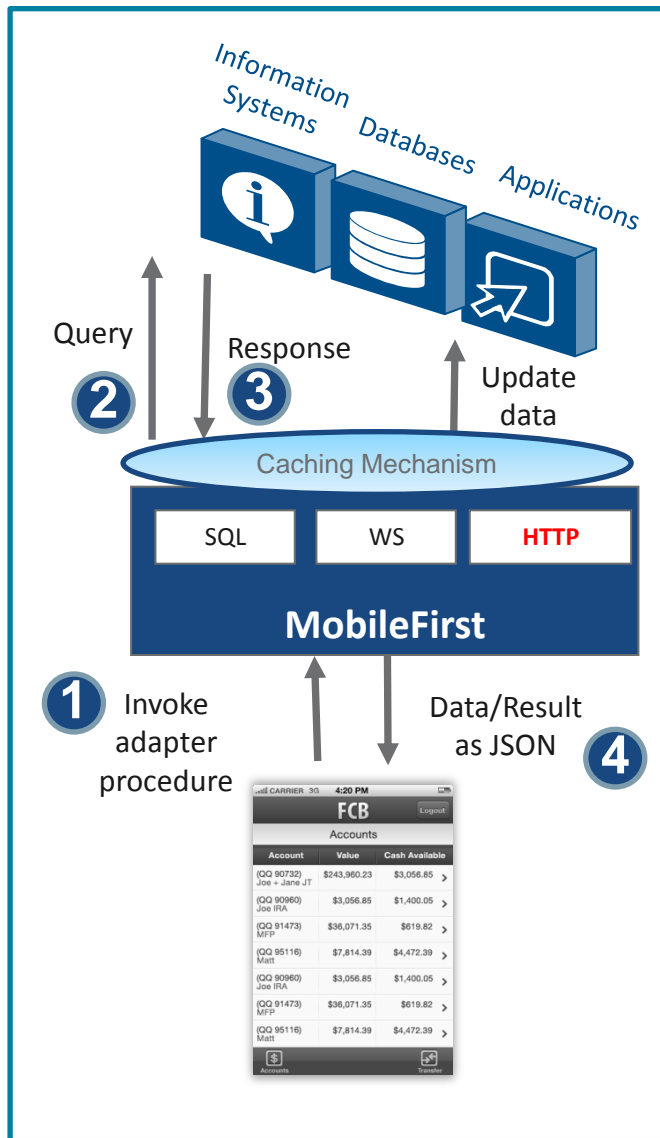 Information
Systems
Databases
Applications
i
Query
2
Response
3
Update
data
Caching Mechanism
SQL
WS
HTTP
MobileFirst
1
Invoke
adapter
procedure
Data/Result
as JSON
4
CARRIER 3G 4:20 PM
FCB
Logout
Accounts
Account Value Cash Available
(QQ 90732) $243,960.23 $3,056.85 >
Joe + Jane JT
(QQ 90960) $3,056.85 $1,400.05 >
Joe IRA
(QQ 91473) $36,071.35 $619.82 >
MFP
(QQ 95116) $7,814.39 $4,472.39 >
Matt
(QQ 90960) $3,056.85 $1,400.05 >
Joe IRA
(QQ 91473) $36,071.35 $619.82 >
MFP
(QQ 95116) $7,814.39 $4,472.39 >
Matt
$
Accounts Transfer